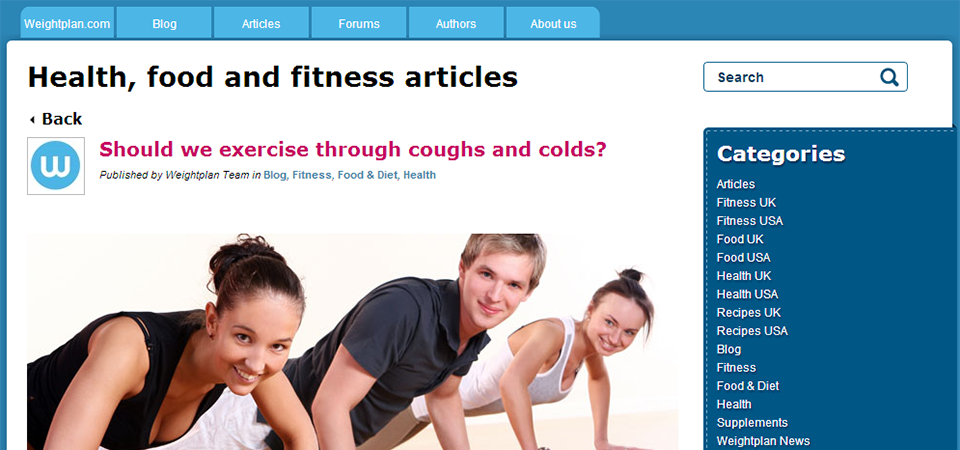 Weightplan.com Blog Articles Forums Authors About us
Health, food and fitness articles
Search
Back
w
Should we exercise through coughs and colds?
Published by Weightplan Team in Blog, Fitness, Food & Diet, Health
Categories
Articles
Fitness UK
Fitness USA
Food UK
Food USA
Health UK
Health USA
Recipes UK
Recipes USA
Blog
Fitness
Food & Diet
Health
Supplements
Weightplan News